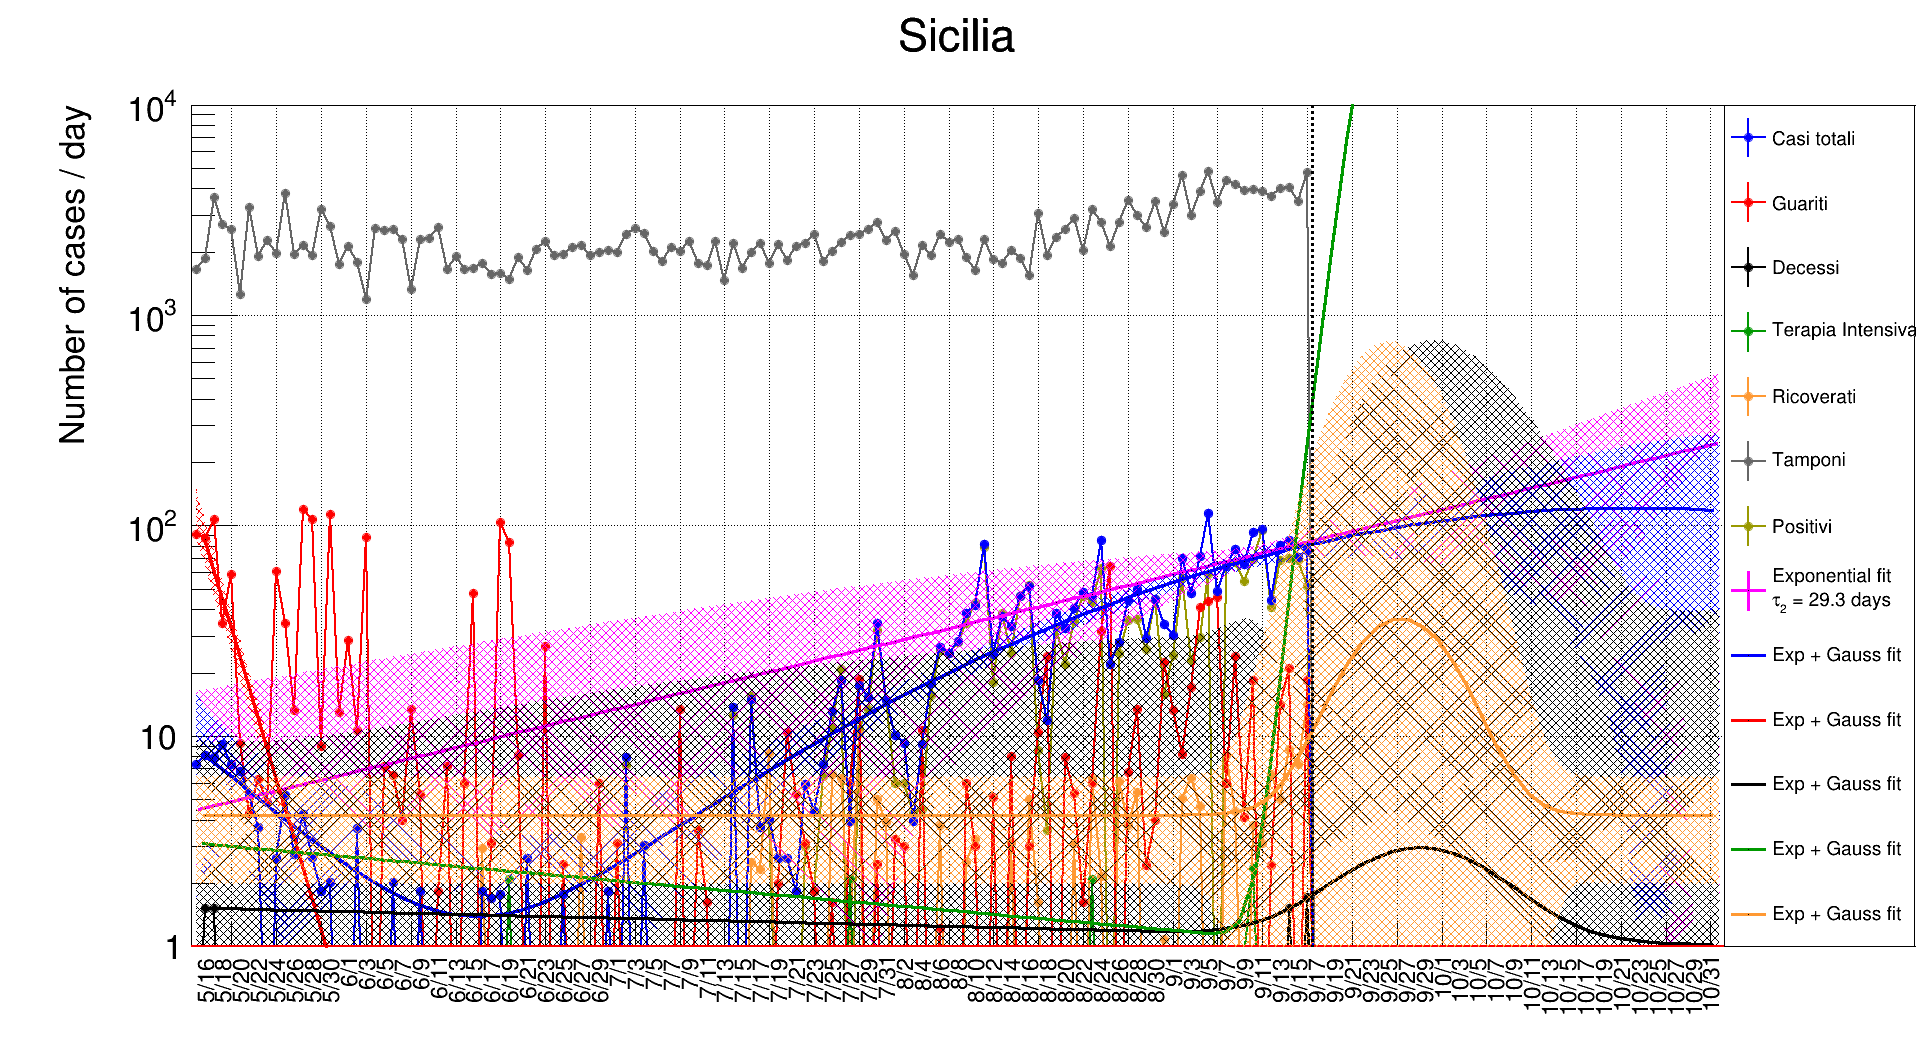 Sicilia
Number of cases / day
10⁴
10³
10²
10
1
5/16 5/18 5/20 5/22 5/24 5/26 5/28 5/30 6/1 6/3 6/5 6/7 6/9 6/11 6/13 6/15 6/17 6/19 6/21 6/23 6/25 6/27 6/29 7/1 7/3 7/5 7/7 7/9 7/11 7/13 7/15 7/17 7/19 7/21 7/23 7/25 7/27 7/29 7/31 8/2 8/4 8/6 8/8 8/10 8/12 8/14 8/16 8/18 8/20 8/22 8/24 8/26 8/28 8/30 9/1 9/3 9/5 9/7 9/9 9/11 9/13 9/15 9/17 9/19 9/21 9/23 9/25 9/27 9/29 10/1 10/3 10/5 10/7 10/9 10/11 10/13 10/15 10/17 10/19 10/21 10/23 10/25 10/27 10/29 10/31
Casi totali
Guariti
Decessi
Terapia Intensiva
Ricoverati
Tamponi
Positivi
Exponential fit
τ₂ = 29.3 days
Exp + Gauss fit
Exp + Gauss fit
Exp + Gauss fit
Exp + Gauss fit
Exp + Gauss fit